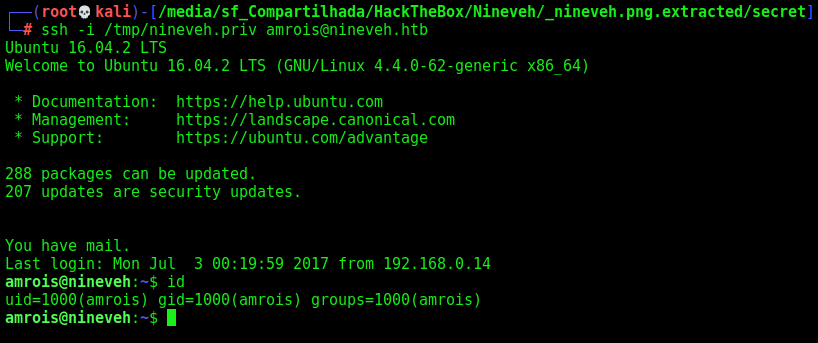 ┌──(root💀kali)-[/media/sf_Compartilhada/HackTheBox/Nineveh/_nineveh.png.extracted/secret]
└─# ssh -i /tmp/nineveh.priv amrois@nineveh.htb
Ubuntu 16.04.2 LTS
Welcome to Ubuntu 16.04.2 LTS (GNU/Linux 4.4.0-62-generic x86_64)

 * Documentation:  https://help.ubuntu.com
 * Management:     https://landscape.canonical.com
 * Support:        https://ubuntu.com/advantage

288 packages can be updated.
207 updates are security updates.


You have mail.
Last login: Mon Jul  3 00:19:59 2017 from 192.168.0.14
amrois@nineveh:~$ id
uid=1000(amrois) gid=1000(amrois) groups=1000(amrois)
amrois@nineveh:~$